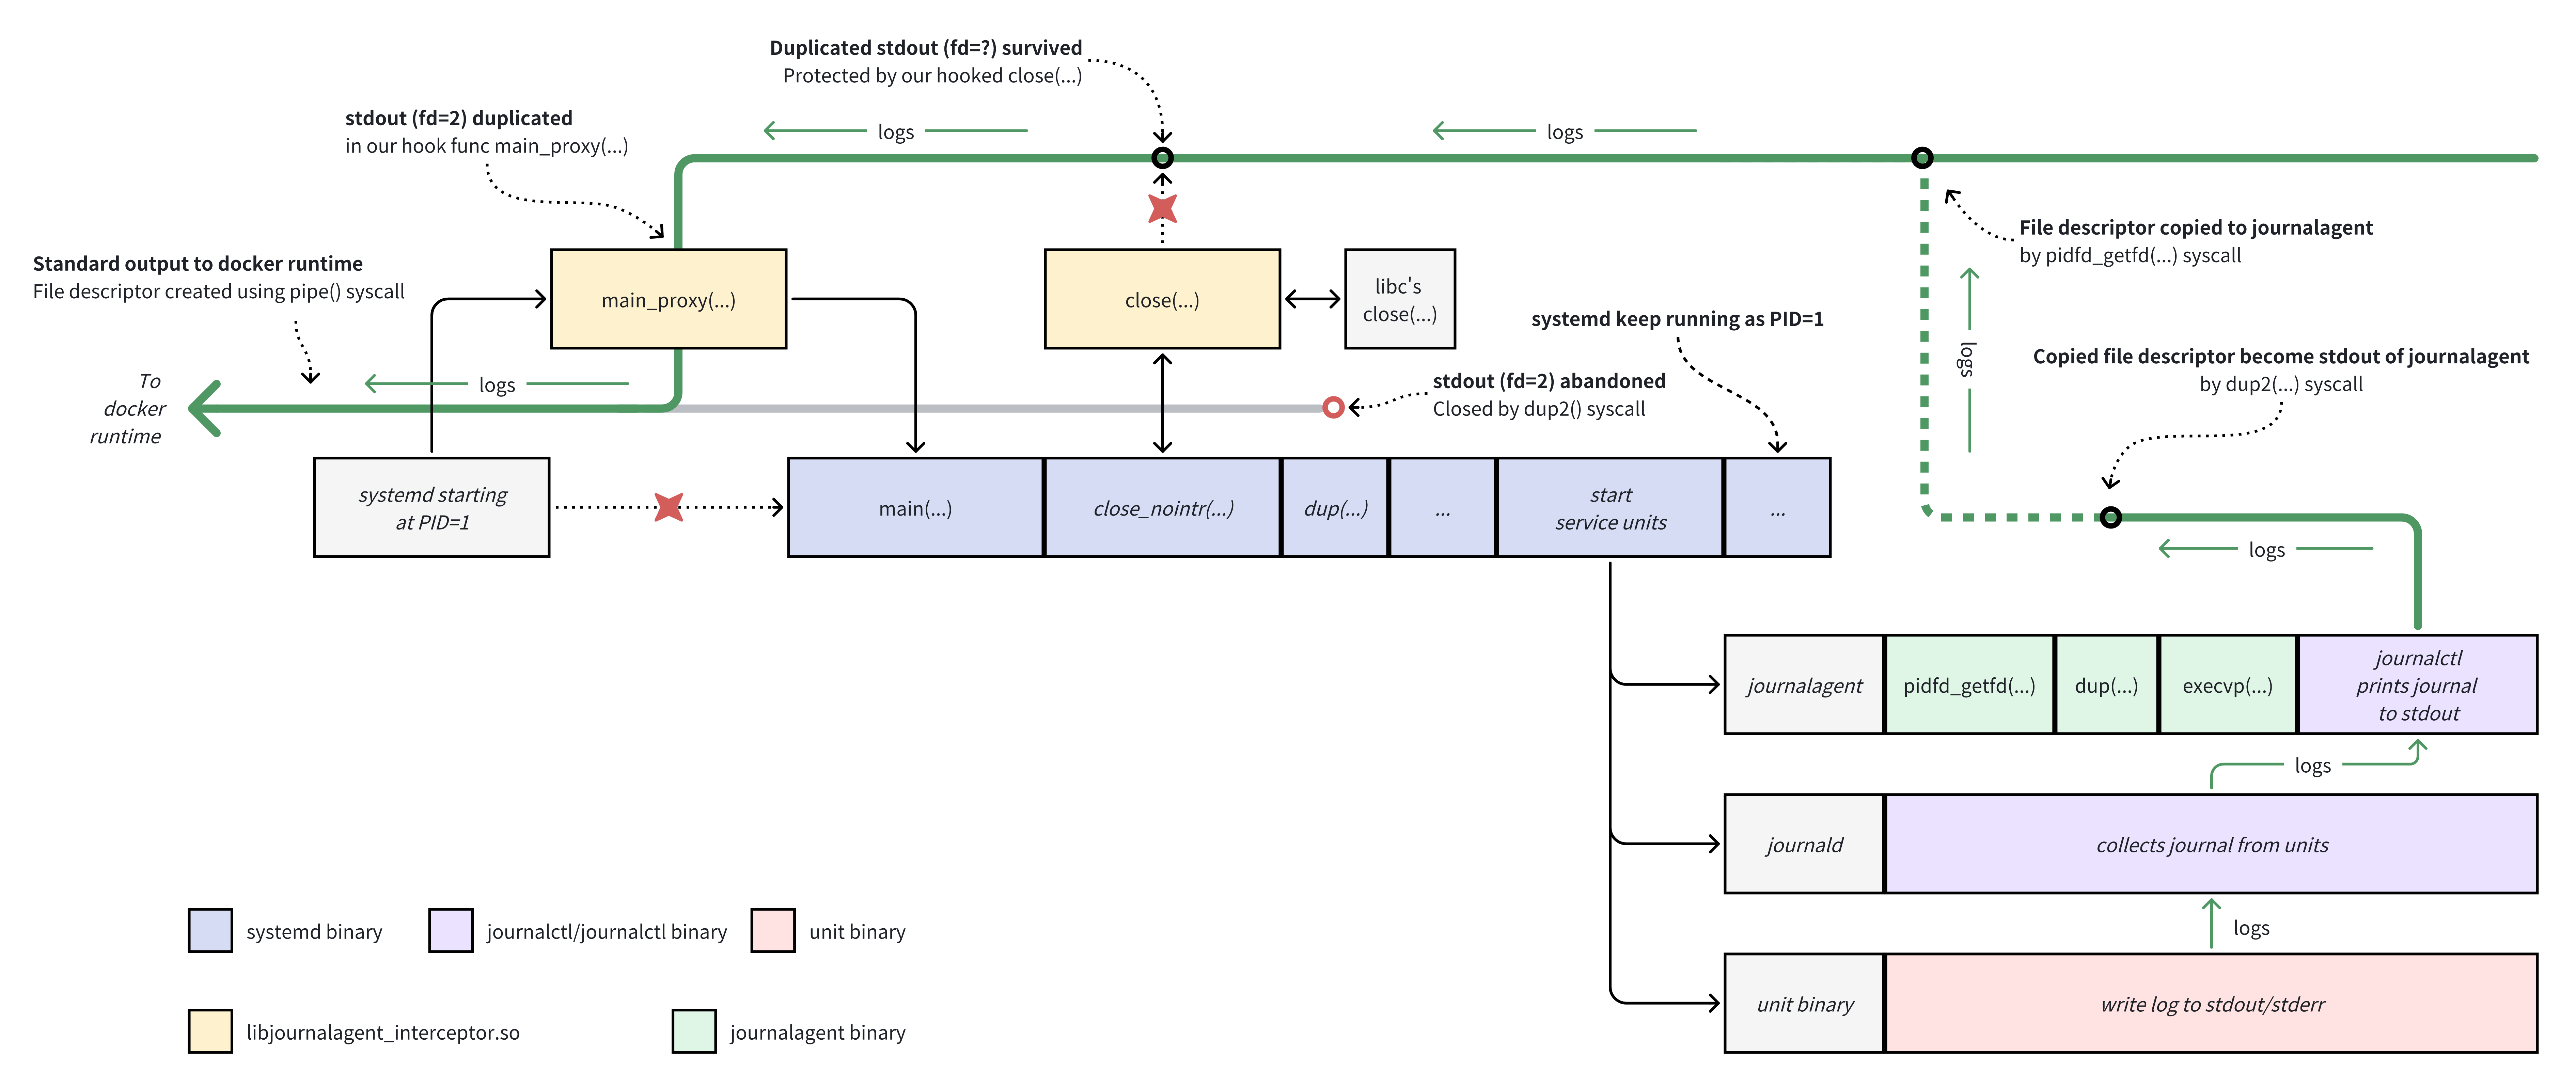 Duplicated stdout (fd=?) survived
Protected by our hooked close(...)
stdout (fd=2) duplicated
in our hook func main_proxy(...)
logs
logs
Standard output to docker runtime
File descriptor created using pipe() syscall
main_proxy(...)
close(...)
libc's
close(...)
File descriptor copied to journalagent
by pidfd_getfd(...) syscall
systemd keep running as PID=1
logs
Copied file descriptor become stdout of journalagent
by dup2(...) syscall
To
docker
runtime
logs
stdout (fd=2) abandoned
Closed by dup2() syscall
systemd starting
at PID=1
main(...)
close_nointr(...)
dup(...)
...
start
service units
...
logs
journalagent
pidfd_getfd(...)
dup(...)
execvp(...)
journalctl
prints journal
to stdout
logs
journald
collects journal from units
logs
unit binary
write log to stdout/stderr
systemd binary
journalctl/journalctl binary
unit binary
libjournalagent_interceptor.so
journalagent binary